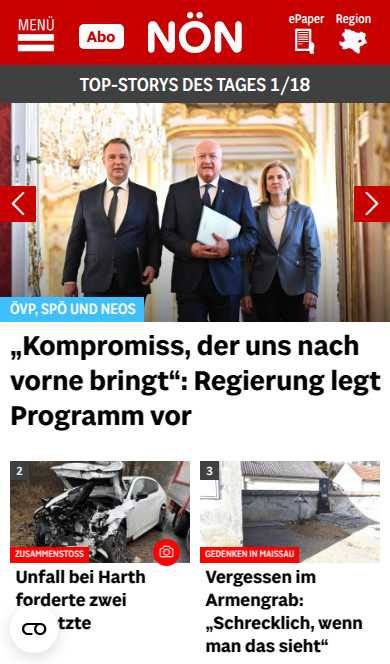 MENÜ
Abo
NÖN
ePaper
Region
TOP-STORYS DES TAGES 1/18
ÖVP, SPÖ UND NEOS
„Kompromiss, der uns nach
vorne bringt“: Regierung legt
Programm vor
2
ZUSAMMENSTOSS
Unfall bei Harth
forderte zwei
tzte
3
GEDENKEN IN MAISSAU
Vergessen im
Armengrab:
„Schrecklich, wenn
man das sieht“